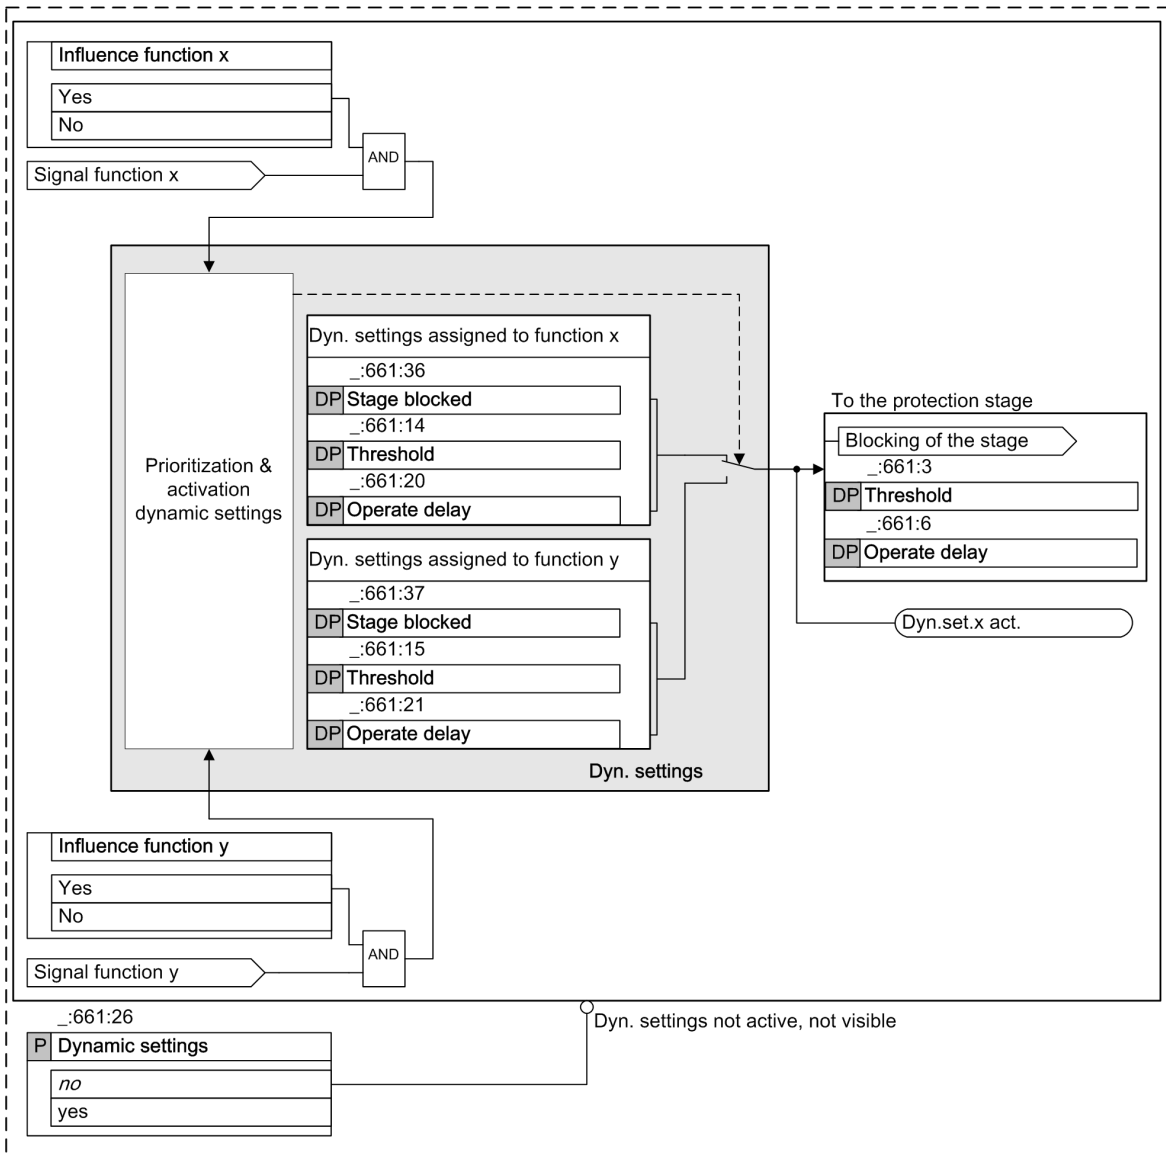 Influence function x
Yes
No
AND
Signal function x
Dyn. settings assigned to function x
_:661:36
DP Stage blocked
_:661:14
DP Threshold
_:661:20
DP Operate delay
Prioritization &
activation
dynamic settings
To the protection stage
Blocking of the stage
_:661:3
DP Threshold
_:661:6
DP Operate delay
Dyn. settings assigned to function y
_:661:37
DP Stage blocked
_:661:15
DP Threshold
_:661:21
DP Operate delay
Dyn.set.x act.
Dyn. settings
Influence function y
Yes
No
AND
Signal function y
_:661:26
P Dynamic settings
no
yes
Dyn. settings not active, not visible